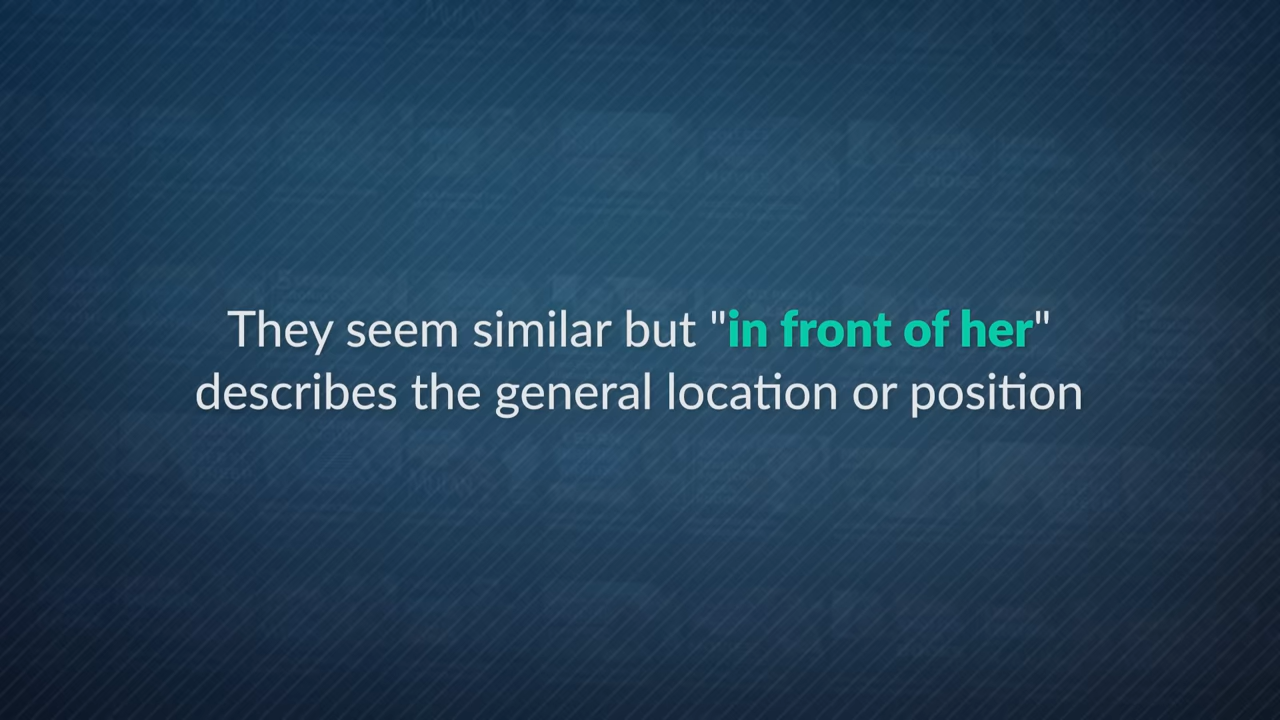 They seem similar but "in front of her"
describes the general location or position